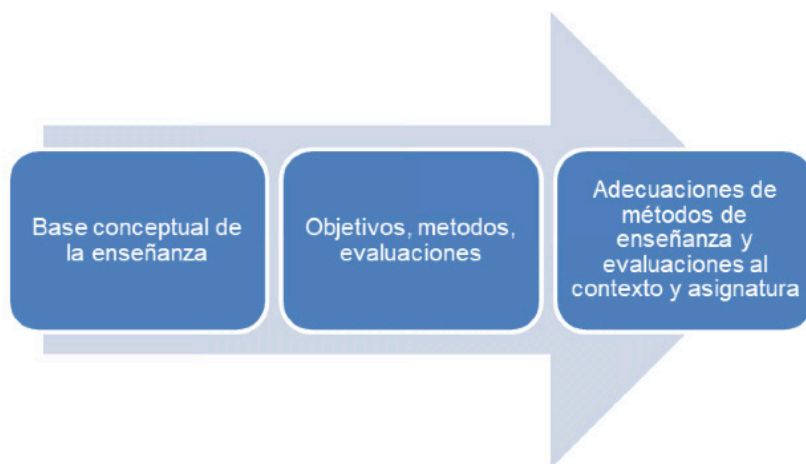 Base conceptual de
la enseñanza
Objetivos, metodos,
evaluaciones
Adecuaciones de
métodos de
enseñanza y
evaluaciones al
contexto y asignatura